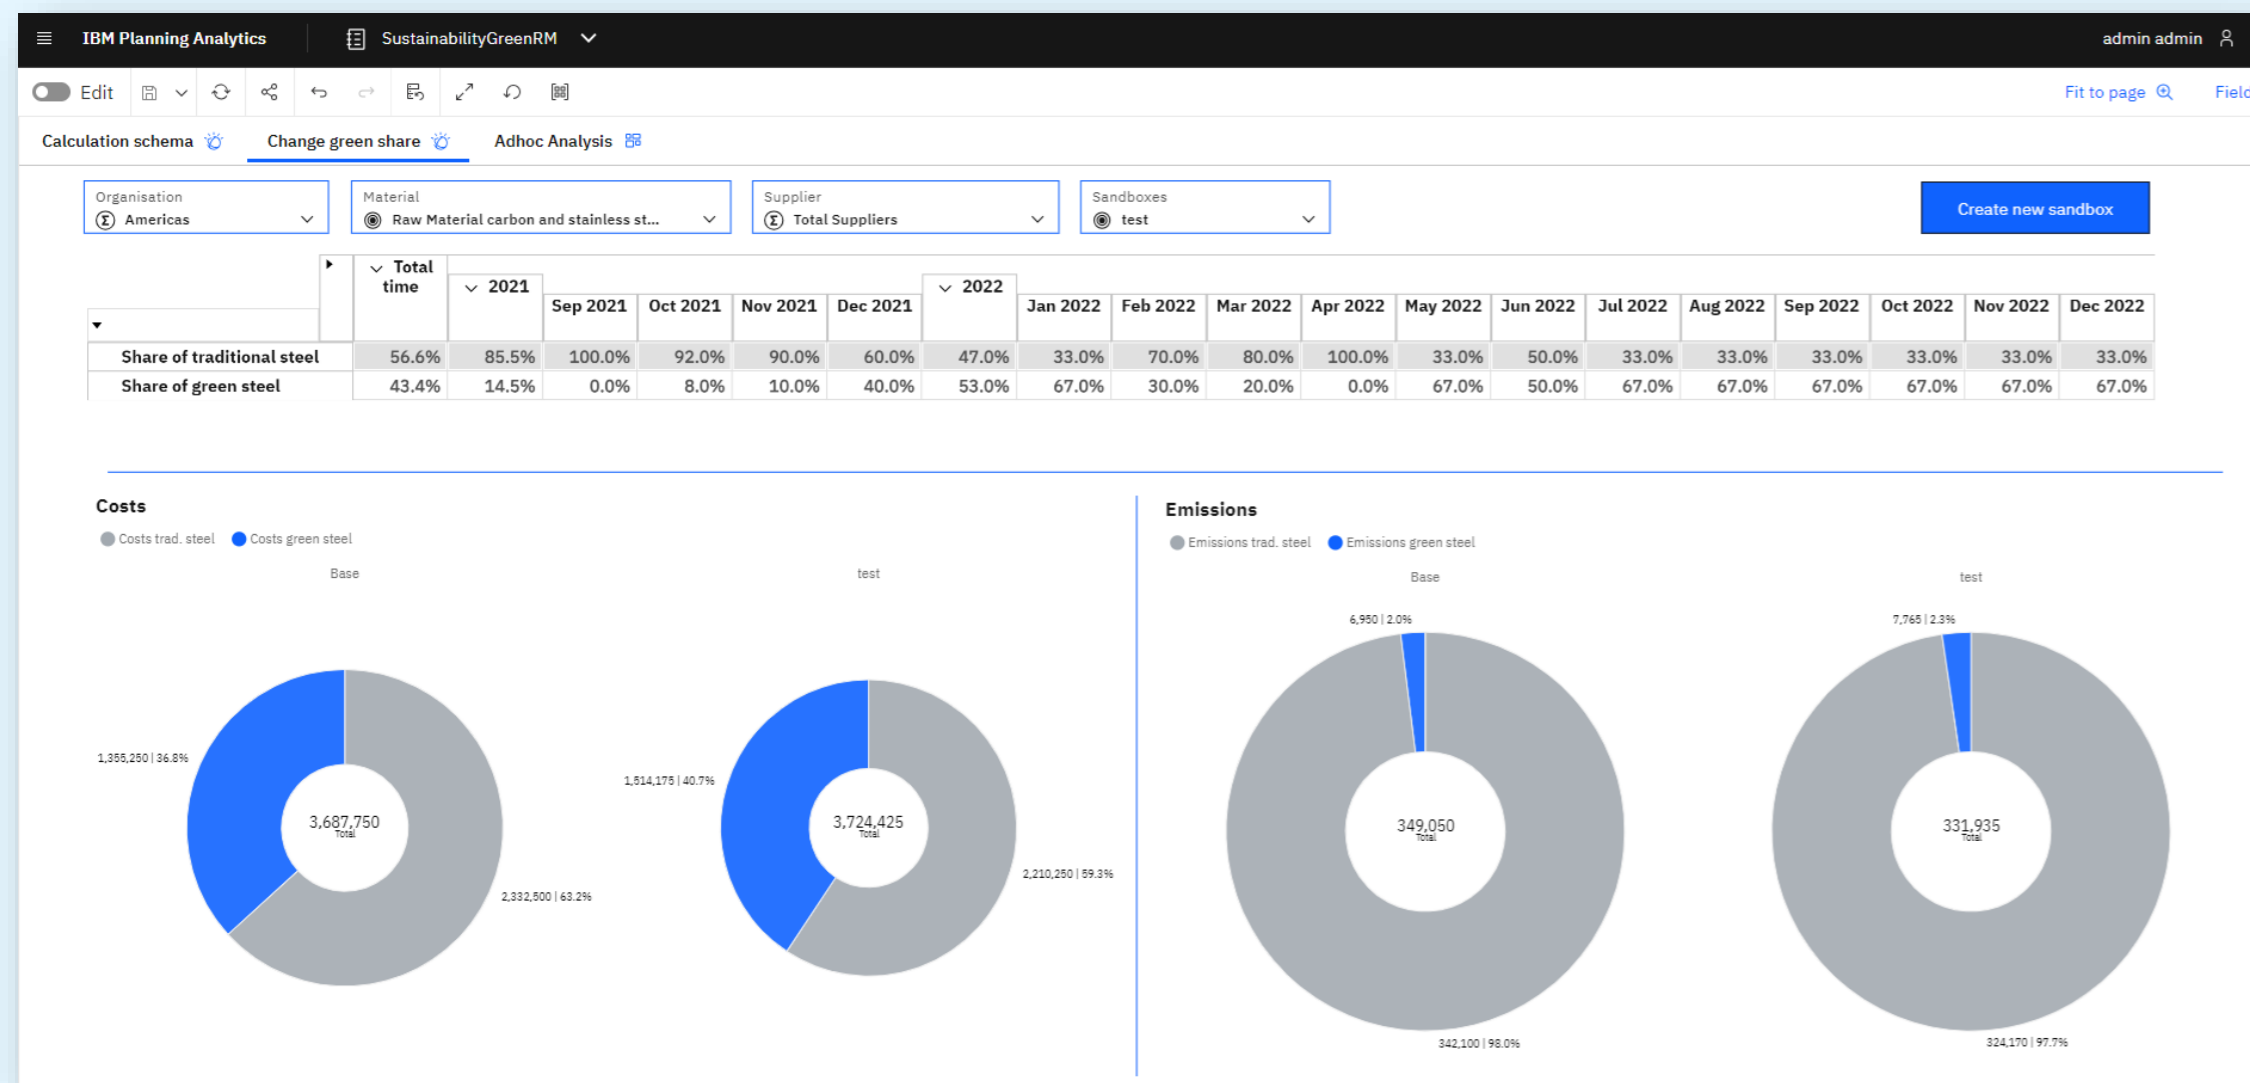 IBM Planning Analytics SustainabilityGreenRM admin admin
Edit Fit to page Field
Calculation schema Change green share Adhoc Analysis
Organisation Material Supplier Sandboxes
Americas Raw Material carbon and stainless st... Total Suppliers test
Create new sandbox
Total time 2021 Sep 2021 Oct 2021 Nov 2021 Dec 2021 2022 Jan 2022 Feb 2022 Mar 2022 Apr 2022 May 2022 Jun 2022 Jul 2022 Aug 2022 Sep 2022 Oct 2022 Nov 2022 Dec 2022
Share of traditional steel 56.6% 85.5% 100.0% 92.0% 90.0% 60.0% 47.0% 33.0% 70.0% 80.0% 100.0% 33.0% 50.0% 33.0% 33.0% 33.0% 33.0% 33.0% 33.0%
Share of green steel 43.4% 14.5% 0.0% 8.0% 10.0% 40.0% 53.0% 67.0% 30.0% 20.0% 0.0% 67.0% 50.0% 67.0% 67.0% 67.0% 67.0% 67.0% 67.0%
Costs
Costs trad. steel Costs green steel
Base
1,355,250 | 36.8%
3,687,750
Total
2,332,500 | 63.2%
test
1,514,175 | 40.7%
3,724,425
Total
2,210,250 | 59.3%
Emissions
Emissions trad. steel Emissions green steel
Base
6,950 | 2.0%
349,050
Total
342,100 | 98.0%
test
7,765 | 2.3%
331,935
Total
324,170 | 97.7%